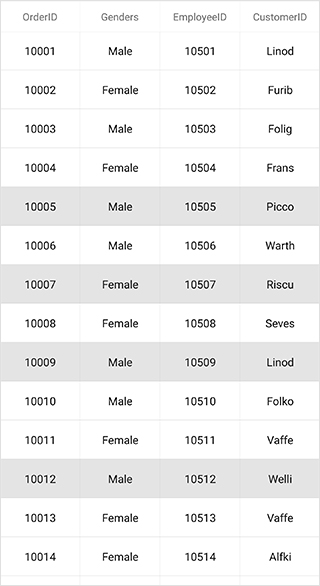 OrderID Genders EmployeeID CustomerID
10001 Male 10501 Linod
10002 Female 10502 Furib
10003 Male 10503 Folig
10004 Female 10504 Frans
10005 Male 10505 Picco
10006 Male 10506 Warth
10007 Female 10507 Riscu
10008 Female 10508 Seves
10009 Male 10509 Linod
10010 Male 10510 Folko
10011 Female 10511 Vaffe
10012 Male 10512 Welli
10013 Female 10513 Vaffe
10014 Female 10514 Alfki